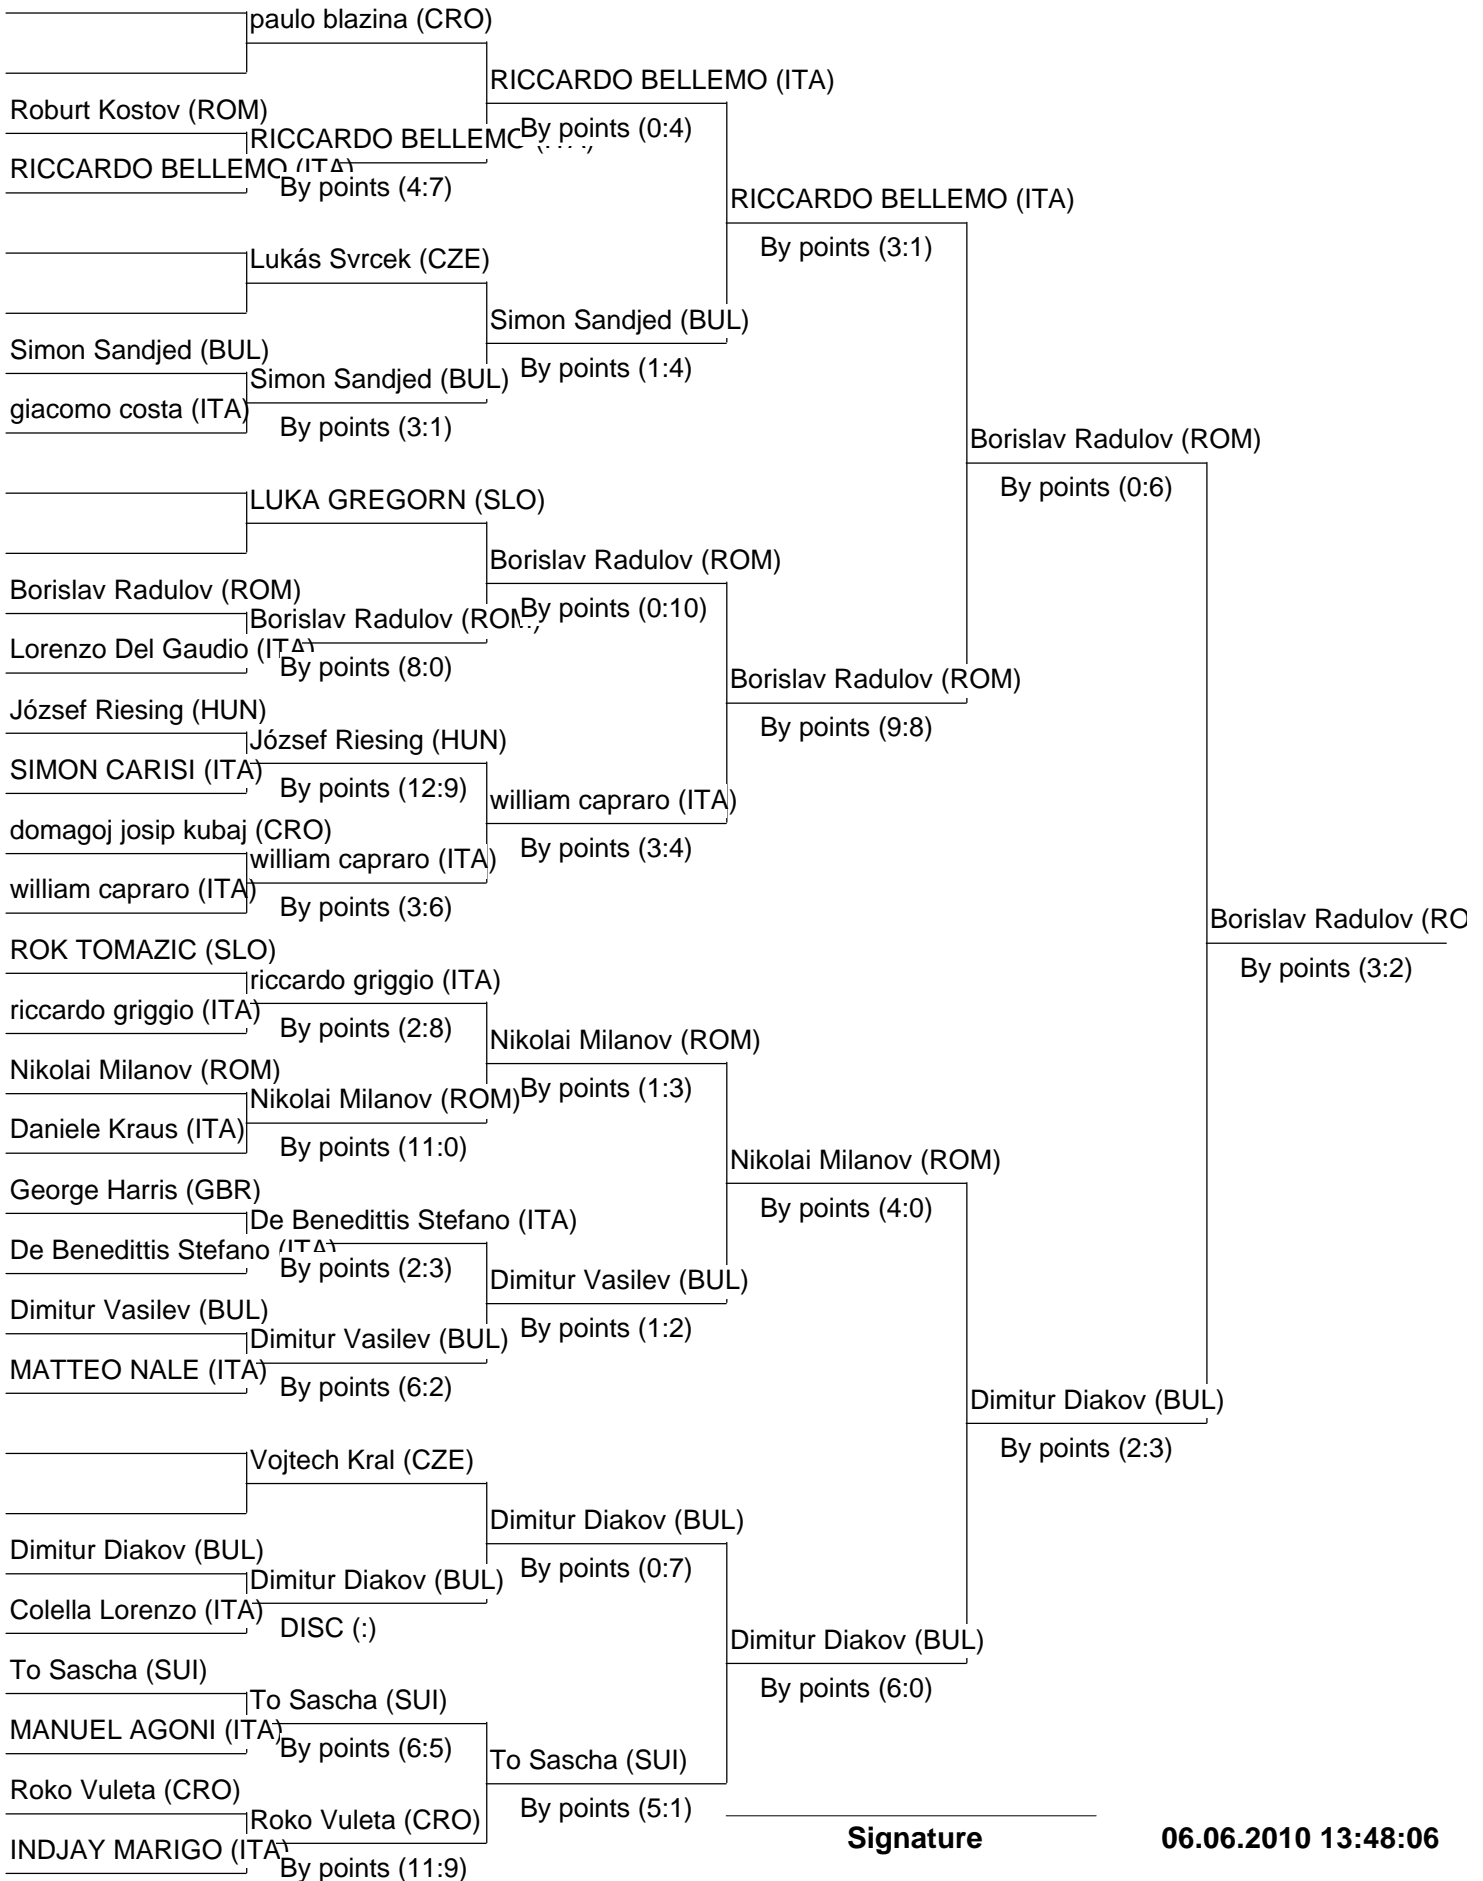 paulo blazina (CRO)
RICCARDO BELLEMO (ITA)
Roburt Kostov (ROM)
By points (0:4)
RICCARDO BELLEMO (ITA)
RICCARDO BELLEMO (ITA)
By points (4:7)
RICCARDO BELLEMO (ITA)
By points (3:1)
Lukás Svrcek (CZE)
Simon Sandjed (BUL)
Simon Sandjed (BUL)
By points (1:4)
Simon Sandjed (BUL)
giacomo costa (ITA)
By points (3:1)
Borislav Radulov (ROM)
By points (0:6)
LUKA GREGORN (SLO)
Borislav Radulov (ROM)
Borislav Radulov (ROM)
By points (0:10)
Borislav Radulov (ROM)
Lorenzo Del Gaudio (ITA)
By points (8:0)
Borislav Radulov (ROM)
József Riesing (HUN)
By points (9:8)
József Riesing (HUN)
SIMON CARISI (ITA)
By points (12:9)
william capraro (ITA)
domagoj josip kubaj (CRO)
By points (3:4)
william capraro (ITA)
william capraro (ITA)
By points (3:6)
Borislav Radulov (RO
ROK TOMAZIC (SLO)
By points (3:2)
riccardo griggio (ITA)
riccardo griggio (ITA)
By points (2:8)
Nikolai Milanov (ROM)
Nikolai Milanov (ROM)
By points (1:3)
Nikolai Milanov (ROM)
Daniele Kraus (ITA)
By points (11:0)
Nikolai Milanov (ROM)
George Harris (GBR)
By points (4:0)
De Benedittis Stefano (ITA)
De Benedittis Stefano (ITA)
By points (2:3)
Dimitur Vasilev (BUL)
Dimitur Vasilev (BUL)
By points (1:2)
Dimitur Vasilev (BUL)
MATTEO NALE (ITA)
By points (6:2)
Dimitur Diakov (BUL)
By points (2:3)
Vojtech Kral (CZE)
Dimitur Diakov (BUL)
Dimitur Diakov (BUL)
By points (0:7)
Dimitur Diakov (BUL)
Colella Lorenzo (ITA)
DISC (:)
Dimitur Diakov (BUL)
To Sascha (SUI)
By points (6:0)
To Sascha (SUI)
MANUEL AGONI (ITA)
By points (6:5)
To Sascha (SUI)
Roko Vuleta (CRO)
By points (5:1)
Roko Vuleta (CRO)
INDJAY MARIGO (ITA)
By points (11:9)
Signature
06.06.2010 13:48:06